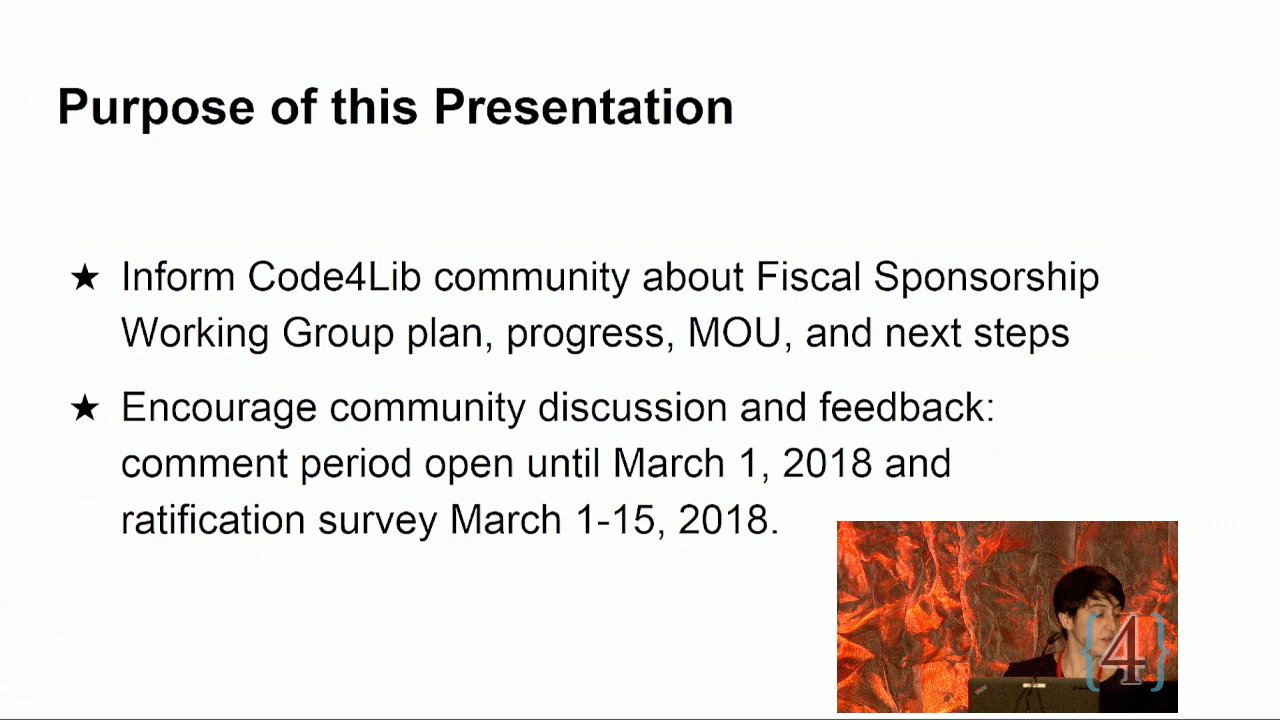 Purpose of this Presentation
★ Inform Code4Lib community about Fiscal Sponsorship
Working Group plan, progress, MOU, and next steps
★ Encourage community discussion and feedback:
comment period open until March 1, 2018 and
ratification survey March 1-15, 2018.
{4}